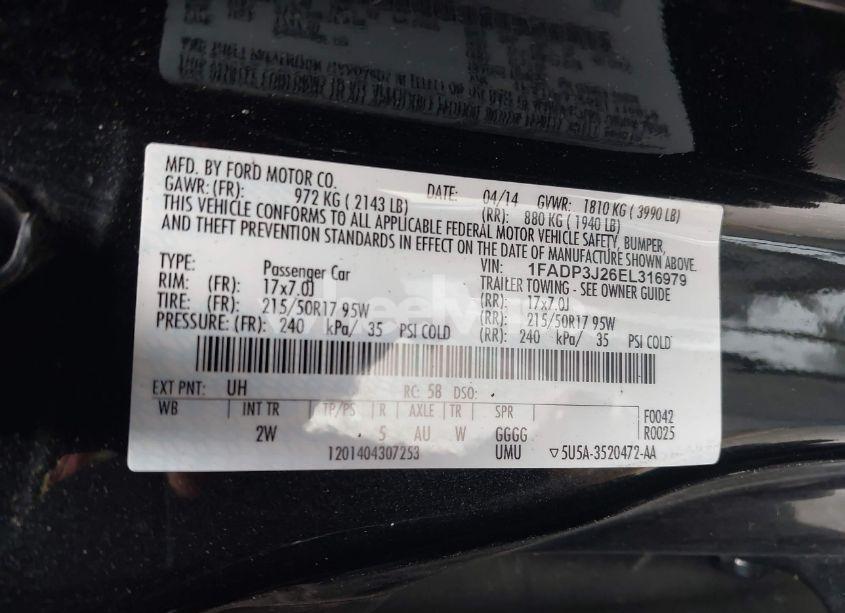 MFD. BY FORD MOTOR CO. DATE: 04/14 GVWR: 1810 KG ( 3990 LB)
GAWR: (FR): 972 KG ( 2143 LB) (RR): 880 KG ( 1940 LB)
THIS VEHICLE CONFORMS TO ALL APPLICABLE FEDERAL MOTOR VEHICLE SAFETY, BUMPER,
AND THEFT PREVENTION STANDARDS IN EFFECT ON THE DATE OF MANUFACTURE SHOWN ABOVE.
VIN: 1FADP3J26EL316979
TYPE: Passenger Car TRAILER TOWING - SEE OWNER GUIDE
RIM: (FR): 17x7.0J (RR): 17x7.0J
TIRE: (FR): 215/50R17 95W (RR): 215/50R17 95W
PRESSURE: (FR): 240 kPa/ 35 PSI COLD (RR): 240 kPa/ 35 PSI COLD
EXT PNT: UH RC: 58 DSO:
WB INT TR TP/PS R AXLE TR SPR F0042
2W 5 AU W GGGG R0025
1201404307253 UMU ▽5U5A-3520472-AA